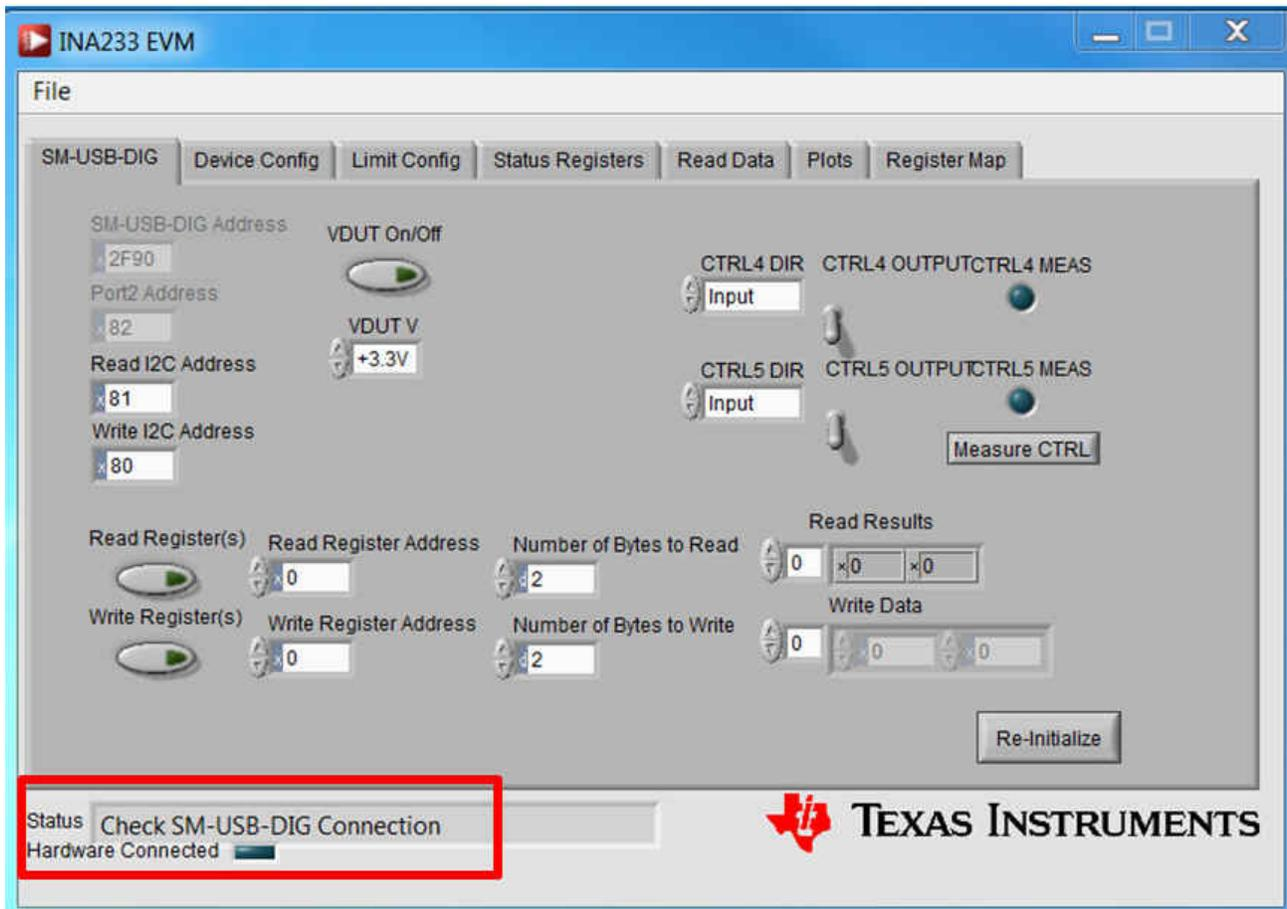 INA233 EVM
File
SM-USB-DIG Device Config Limit Config Status Registers Read Data Plots Register Map
SM-USB-DIG Address
x 2F90
VDUT On/Off
Port2 Address
x 82
VDUT V
+3.3V
Read I2C Address
x 81
Write I2C Address
x 80
CTRL4 DIR CTRL4 OUTPUT CTRL4 MEAS
Input
CTRL5 DIR CTRL5 OUTPUT CTRL5 MEAS
Input
Measure CTRL
Read Register(s) Read Register Address Number of Bytes to Read Read Results
x 0 d 2 0 x 0 x 0
Write Register(s) Write Register Address Number of Bytes to Write Write Data
x 0 d 2 0 x 0 x 0
Re-Initialize
Status Check SM-USB-DIG Connection
Hardware Connected
TEXAS INSTRUMENTS